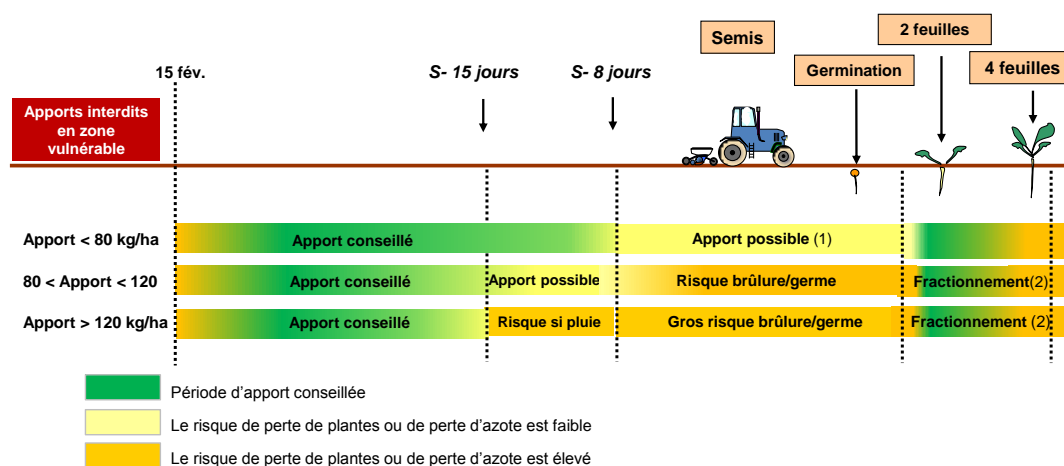 2 feuilles
Semis
Germination
4 feuilles
15 fév.
S- 15 jours
S- 8 jours
Apports interdits
en zone
vulnérable
Apport < 80 kg/ha
Apport conseillé
Apport possible (1)
80 < Apport < 120
Apport conseillé
Apport possible
Risque brûlure/germe
Fractionnement(2)
Apport > 120 kg/ha
Apport conseillé
Risque si pluie
Gros risque brûlure/germe
Fractionnement (2)
Période d'apport conseillée
Le risque de perte de plantes ou de perte d'azote est faible
Le risque de perte de plantes ou de perte d'azote est élevé